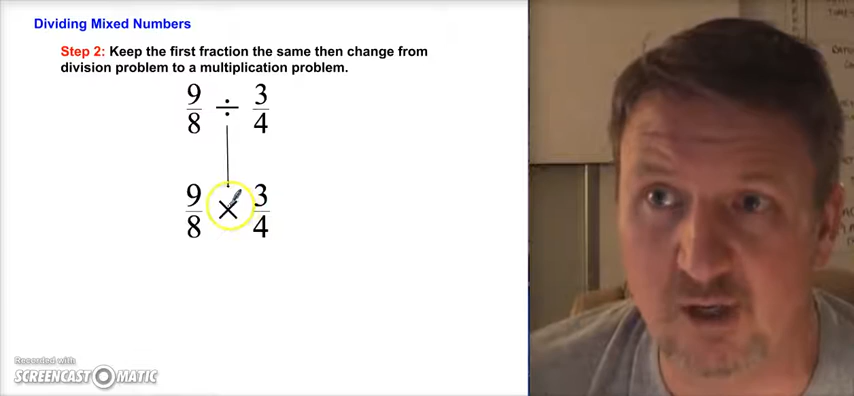 Dividing Mixed Numbers
Step 2: Keep the first fraction the same then change from
division problem to a multiplication problem.
9/8 ÷ 3/4
9/8 × 3/4
Recorded with
SCREENCAST-O-MATIC